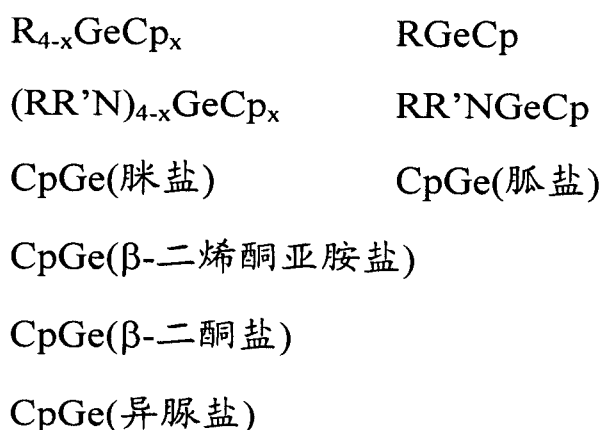 R₄₋ₓGeCpₓ RGeCp
(RR’N)₄₋ₓGeCpₓ RR’NGeCp
CpGe(脒盐) CpGe(胍盐)
CpGe(β-二烯酮亚胺盐)
CpGe(β-二酮盐)
CpGe(异脲盐)